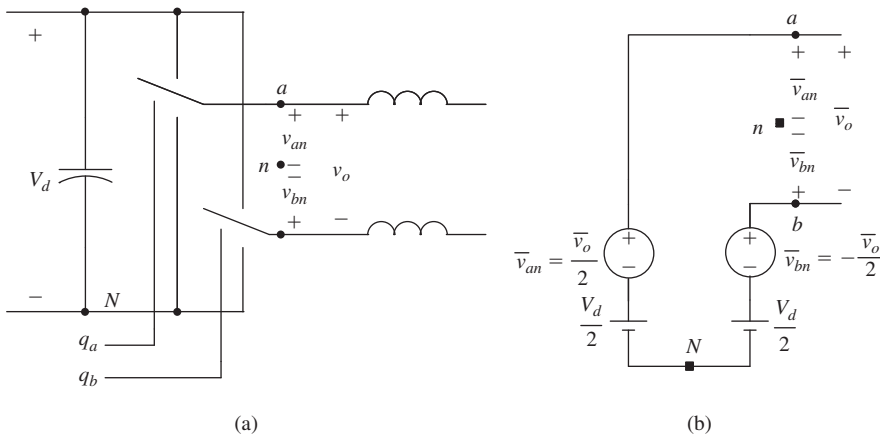 +
V_d
−
N
q_a
q_b
a
+ +
v_an
n − v_o
−
v_bn
+ −
(a)
a
+ +
v̅_an
n − v̅_o
−
v̅_bn
+ −
b
v̅_an = v̅_o/2
+
−
V_d/2
+
−
v̅_bn = −v̅_o/2
V_d/2
N
(b)